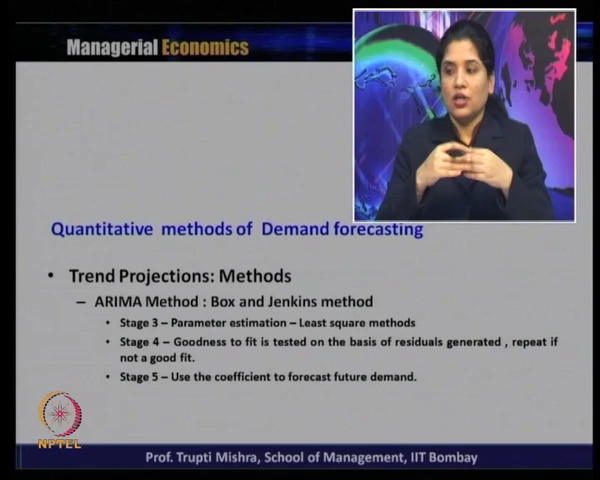 Managerial Economics
Quantitative methods of Demand forecasting
• Trend Projections: Methods
– ARIMA Method : Box and Jenkins method
• Stage 3 – Parameter estimation – Least square methods
• Stage 4 – Goodness to fit is tested on the basis of residuals generated , repeat if
not a good fit.
• Stage 5 – Use the coefficient to forecast future demand.
NPTEL
Prof. Trupti Mishra, School of Management, IIT Bombay